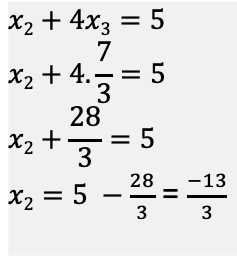 x₂ + 4x₃ = 5
x₂ + 4.7/3 = 5
x₂ + 28/3 = 5
x₂ = 5 − 28/3 = −13/3